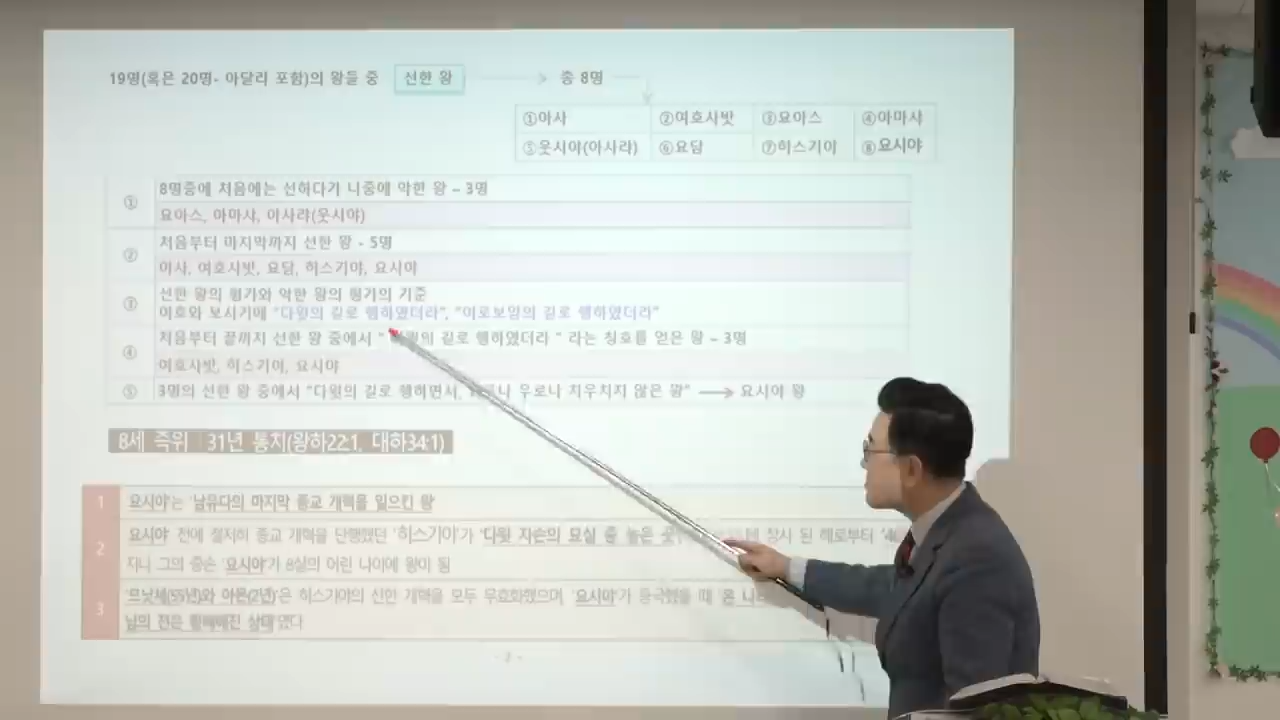 19명(혹은 20명- 아달리 포함)의 왕들 중 선한 왕 총 8명
①아사 ②여호사밧 ③요아스 ④아마샤
⑤웃시야(아사랴) ⑥요담 ⑦히스기야 ⑧요시야
① 8명중에 처음에는 선하다가 나중에 악한 왕 – 3명
요아스, 아마샤, 아사랴(웃시야)
② 처음부터 마지막까지 선한 왕 - 5명
아사, 여호사밧, 요담, 히스기야, 요시야
③ 선한 왕의 평가와 악한 왕의 평가의 기준
여호와 보시기에 "다윗의 길로 행하였더라", "여로보암의 길로 행하였더라"
④ 처음부터 끝까지 선한 왕 중에서 " 길로 행하였더라 " 라는 칭호를 얻은 왕 – 3명
여호사밧, 히스기야, 요시야
⑤ 3명의 선한 왕 중에서 "다윗의 길로 행하면서, 우로나 치우치지 않은 왕" → 요시야 왕
8세 즉위 31년 통치(왕하22:1, 대하34:1)
1 '요시야'는 '남유다의 마지막 종교 개혁을 일으킨 왕'
2 '요시야' 전에 철저히 종교 개혁을 단행했던 '히스기야'가 '다윗 자손의 묘실 중 높은 곳' 장사 된 해로부터
지나 그의 증손 '요시야'가 8살의 어린 나이에 왕이 됨
3 '므낫세(55년)와 아몬(2년)'은 히스기야의 선한 개혁을 모두 무효화했으며, '요시야'가 등극했을 때 온
님의 전은 황폐해진 상태'였다
- 2 -